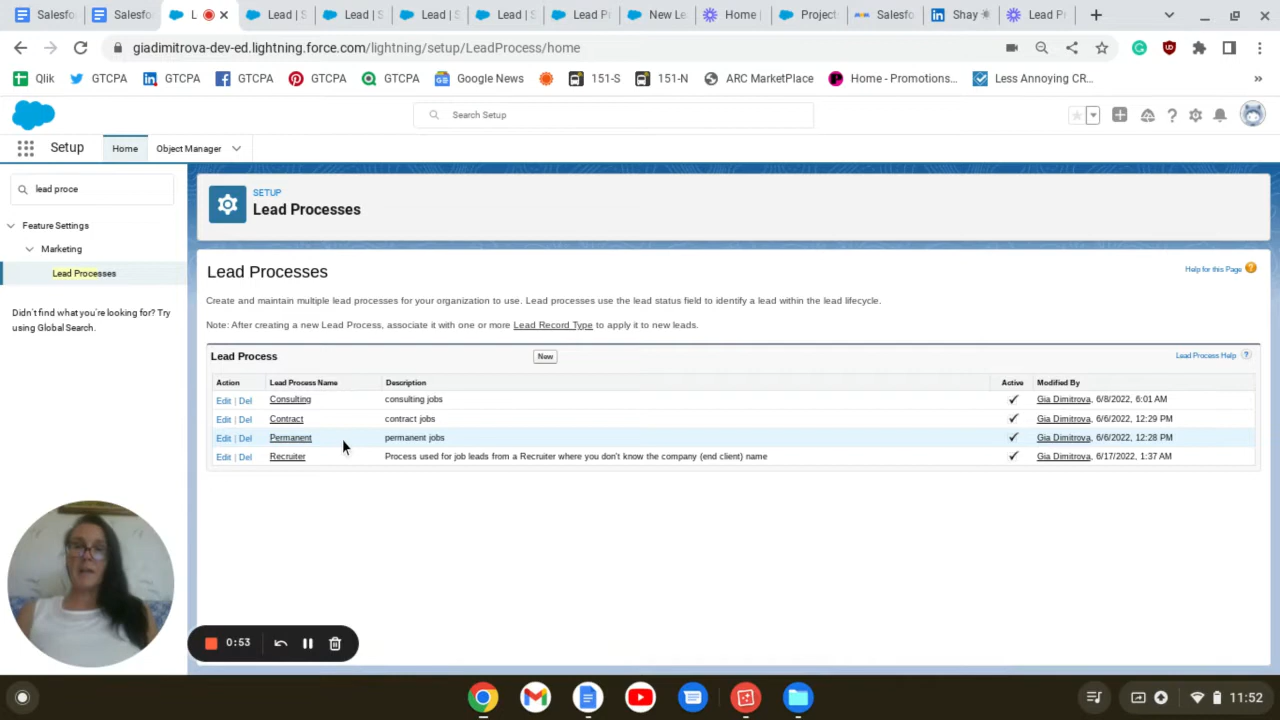 Salesfo
Salesfo
L
Lead | S
Lead | S
Lead | S
Lead | S
Lead Pr
New Le
Home |
Project
Salesfo
Shay
Lead P
giadimitrova-dev-ed.lightning.force.com/lightning/setup/LeadProcess/home
Qlik
GTCPA
GTCPA
GTCPA
GTCPA
GTCPA
Google News
151-S
151-N
ARC MarketPlace
Home - Promotions...
Less Annoying CR...
»
Search Setup
Setup
Home
Object Manager
lead proce
Feature Settings
Marketing
Lead Processes
Didn't find what you're looking for? Try
using Global Search.
SETUP
Lead Processes
Lead Processes
Help for this Page ?
Create and maintain multiple lead processes for your organization to use. Lead processes use the lead status field to identify a lead within the lead lifecycle.
Note: After creating a new Lead Process, associate it with one or more Lead Record Type to apply it to new leads.
Lead Process
New
Lead Process Help ?
Action Lead Process Name Description Active Modified By
Edit | Del Consulting consulting jobs ✓ Gia Dimitrova, 6/8/2022, 6:01 AM
Edit | Del Contract contract jobs ✓ Gia Dimitrova, 6/6/2022, 12:29 PM
Edit | Del Permanent permanent jobs ✓ Gia Dimitrova, 6/6/2022, 12:28 PM
Edit | Del Recruiter Process used for job leads from a Recruiter where you don't know the company (end client) name ✓ Gia Dimitrova, 6/17/2022, 1:37 AM
0:53
11:52